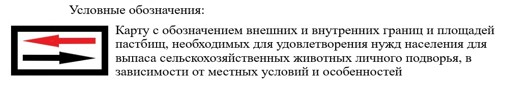 Условные обозначения:
Карту с обозначением внешних и внутренних границ и площадей
пастбищ, необходимых для удовлетворения нужд населения для
выпаса сельскохозяйственных животных личного подворья, в
зависимости от местных условий и особенностей